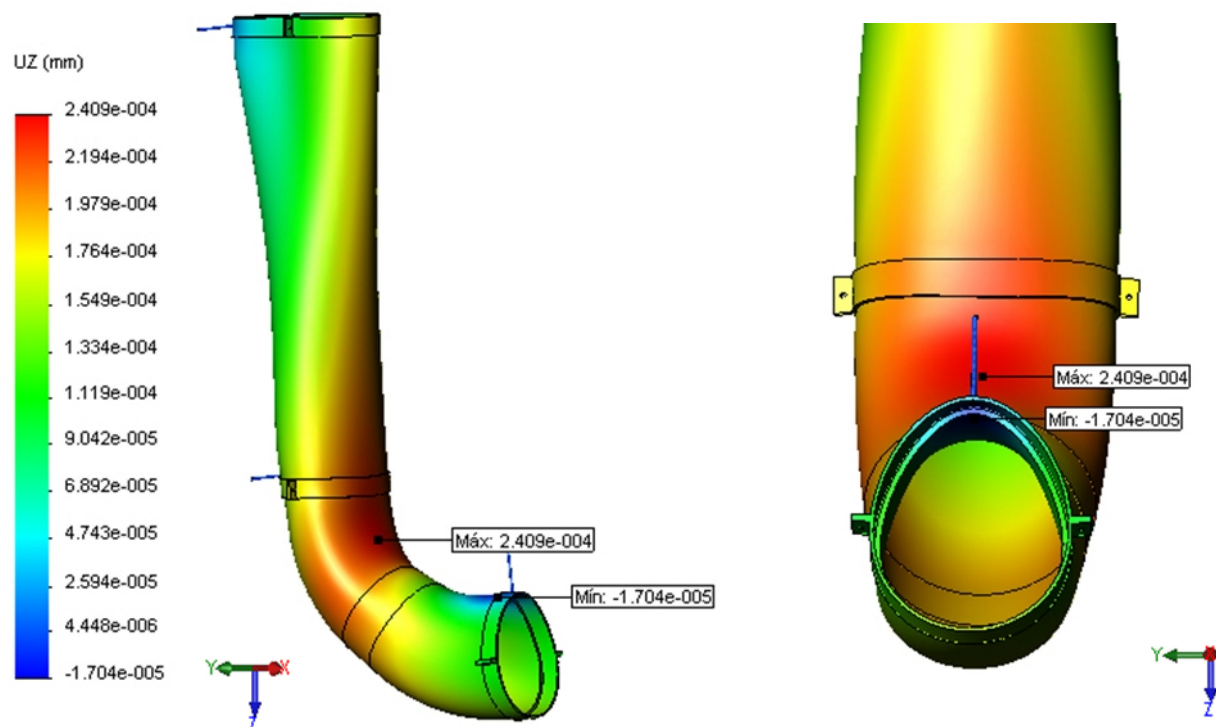 UZ (mm)
2.409e-004
2.194e-004
1.979e-004
1.764e-004
1.549e-004
1.334e-004
1.119e-004
9.042e-005
6.892e-005
4.743e-005
2.594e-005
4.448e-006
-1.704e-005
Máx: 2.409e-004
Mín: -1.704e-005
Y
X
Z
Máx: 2.409e-004
Mín: -1.704e-005
Y
X
Z